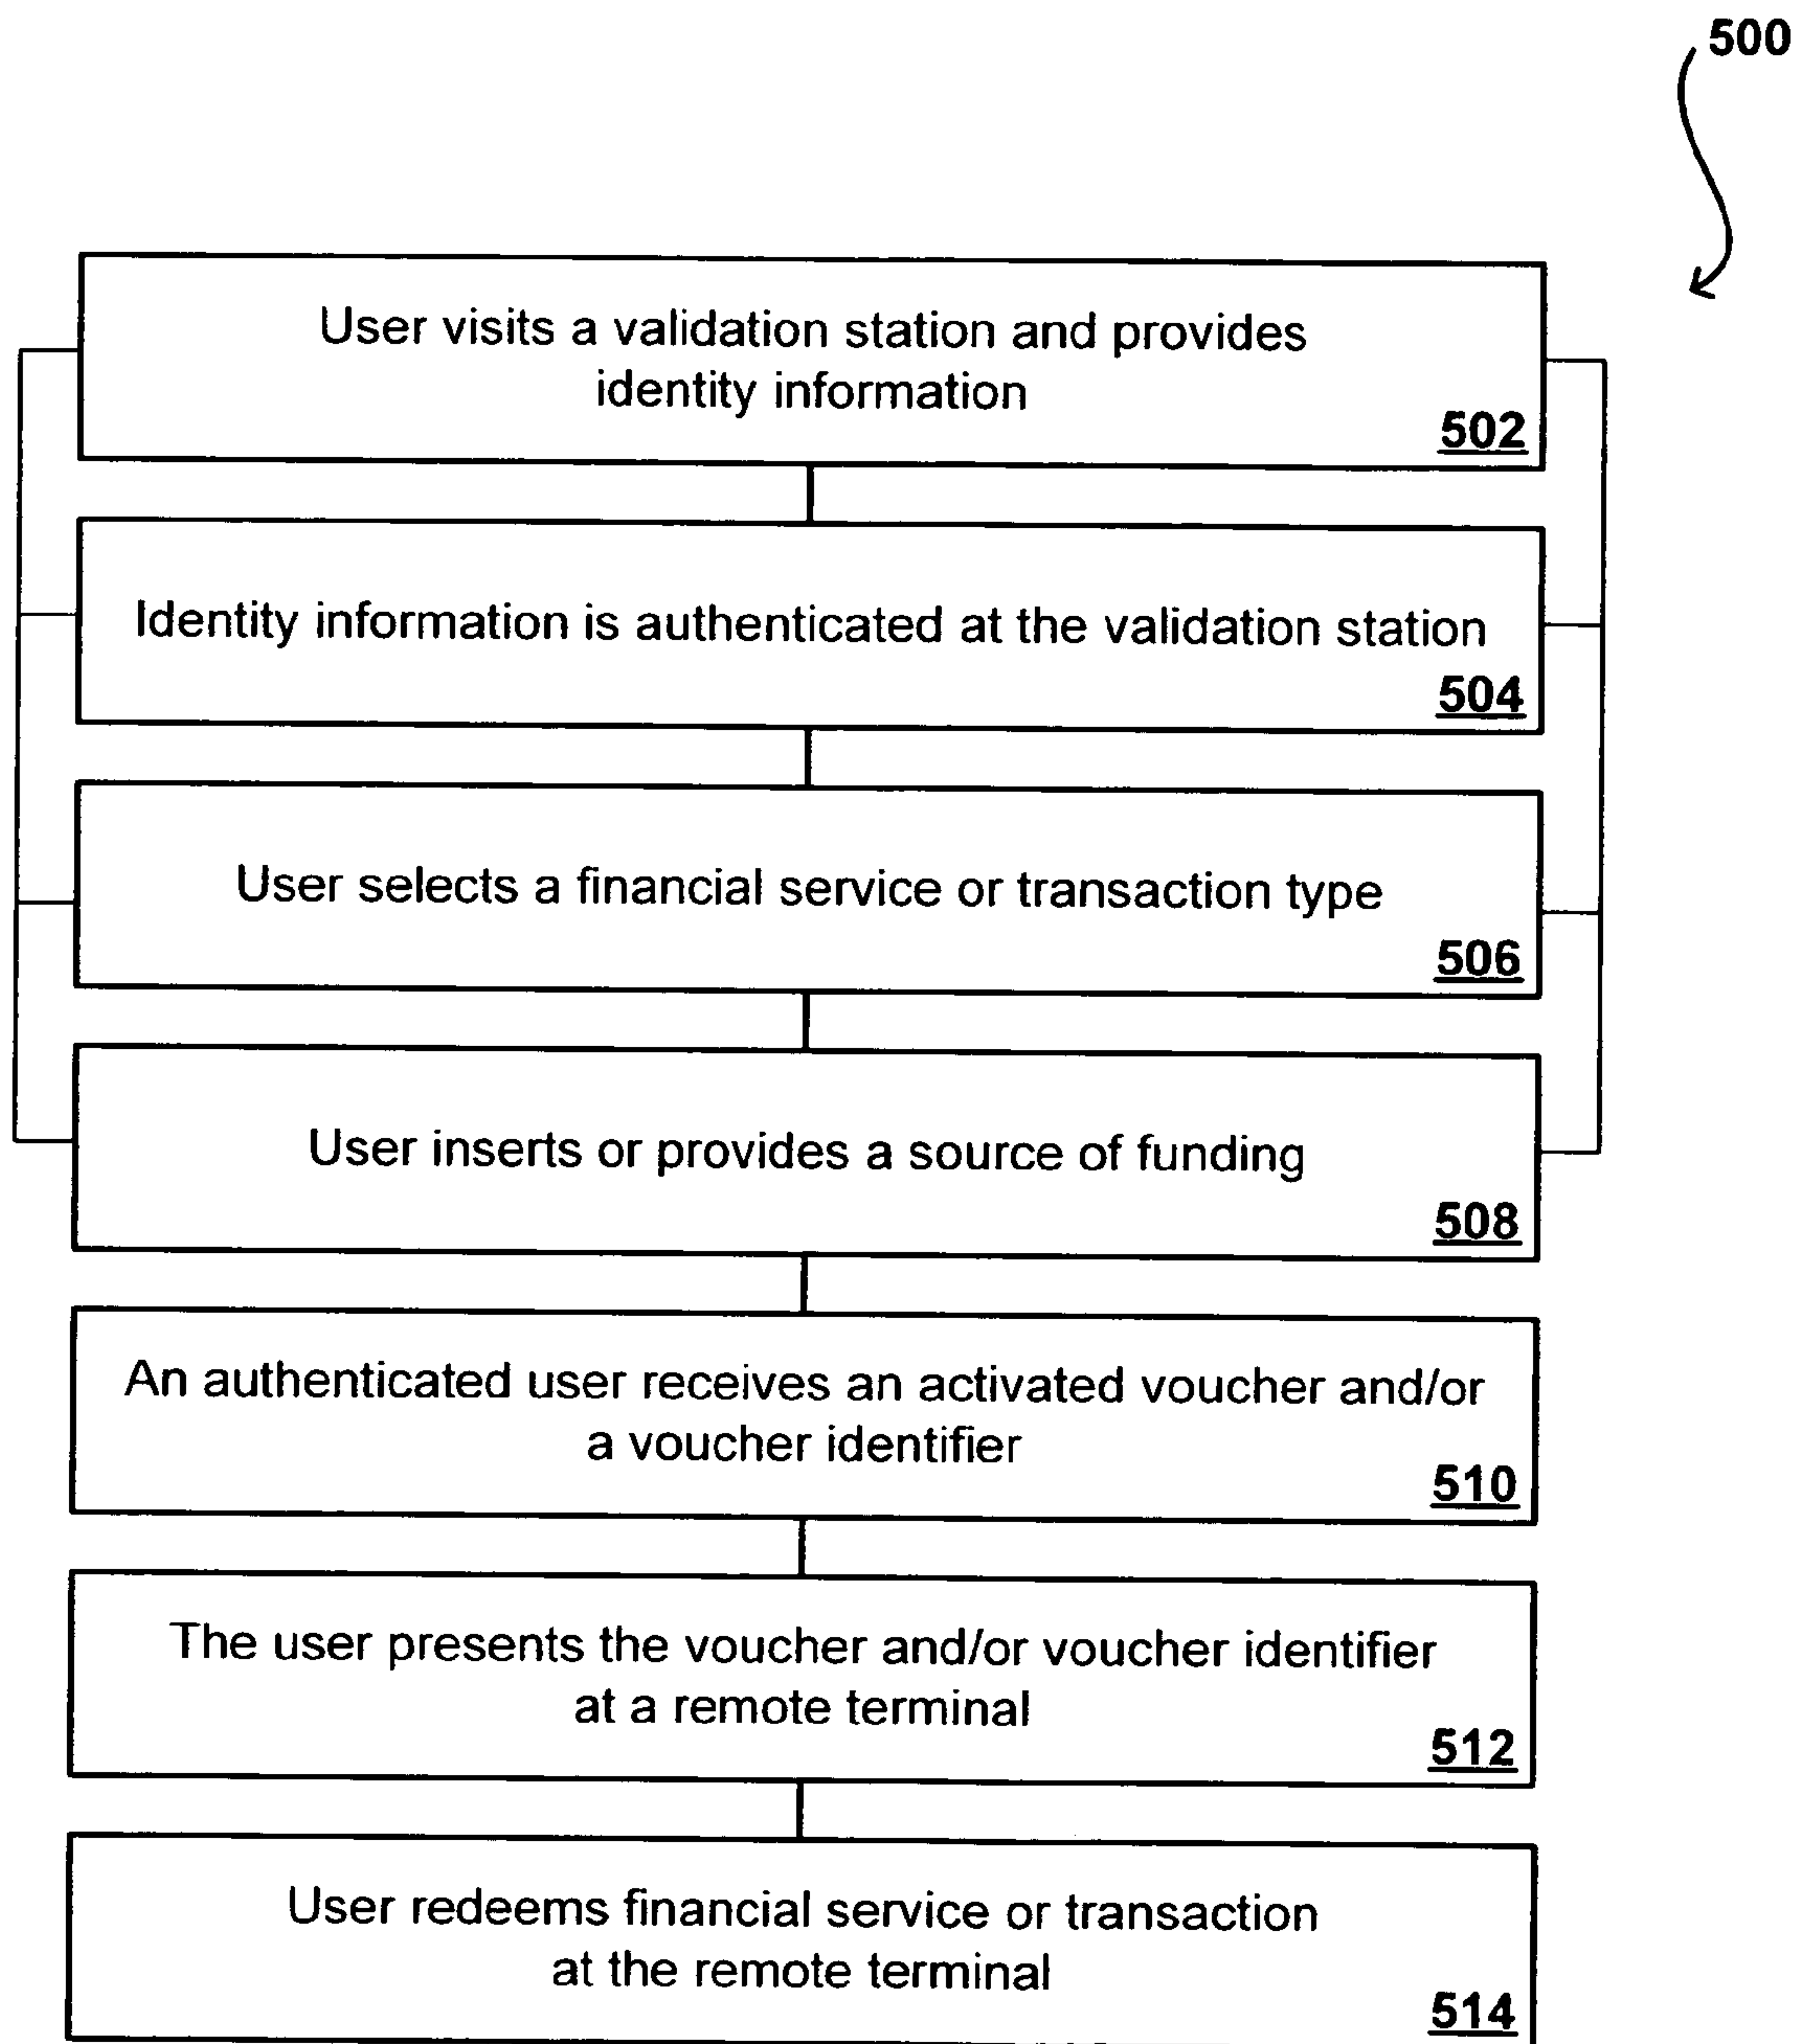 500
User visits a validation station and provides
identity information
502
Identity information is authenticated at the validation station
504
User selects a financial service or transaction type
506
User inserts or provides a source of funding
508
An authenticated user receives an activated voucher and/or
a voucher identifier
510
The user presents the voucher and/or voucher identifier
at a remote terminal
512
User redeems financial service or transaction
at the remote terminal
514